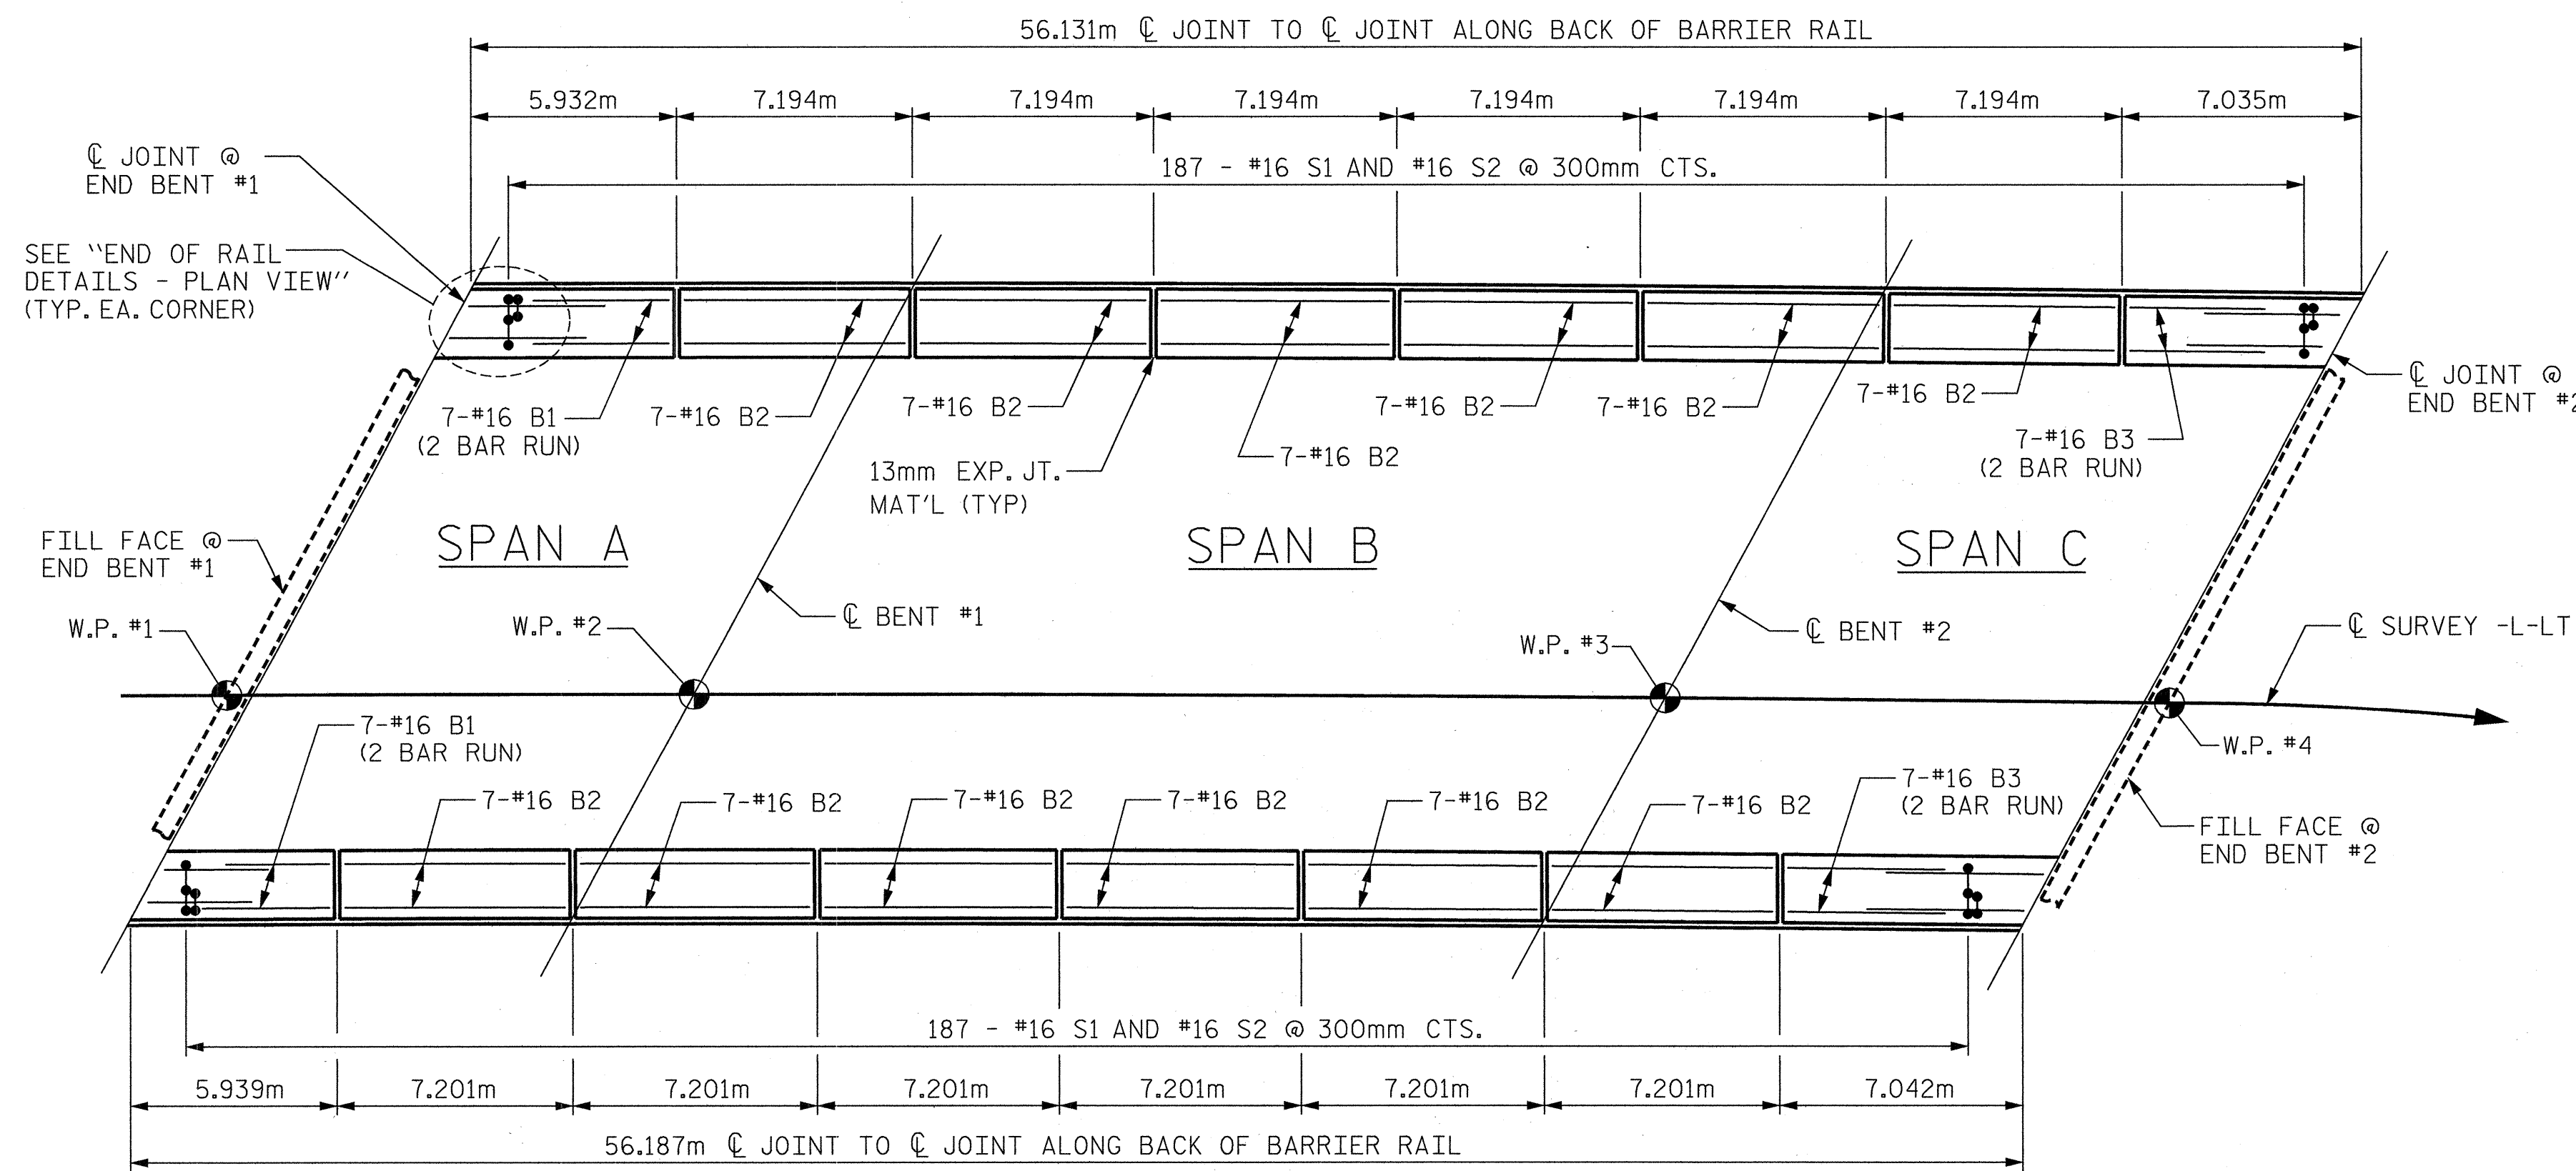 56.131m ℄ JOINT TO ℄ JOINT ALONG BACK OF BARRIER RAIL
5.932m 7.194m 7.194m 7.194m 7.194m 7.194m 7.194m 7.035m
187 - #16 S1 AND #16 S2 @ 300mm CTS.
℄ JOINT @
END BENT #1
SEE "END OF RAIL
DETAILS - PLAN VIEW"
(TYP. EA. CORNER)
7-#16 B1
(2 BAR RUN)
7-#16 B2
7-#16 B2
13mm EXP. JT.
MAT'L (TYP)
7-#16 B2
7-#16 B2
7-#16 B2
7-#16 B2
7-#16 B3
(2 BAR RUN)
℄ JOINT @
END BENT #2
FILL FACE @
END BENT #1
SPAN A
SPAN B
SPAN C
W.P. #1
W.P. #2
℄ BENT #1
W.P. #3
℄ BENT #2
℄ SURVEY -L-LT
W.P. #4
7-#16 B1
(2 BAR RUN)
7-#16 B2
7-#16 B2
7-#16 B2
7-#16 B2
7-#16 B2
7-#16 B2
7-#16 B3
(2 BAR RUN)
FILL FACE @
END BENT #2
187 - #16 S1 AND #16 S2 @ 300mm CTS.
5.939m 7.201m 7.201m 7.201m 7.201m 7.201m 7.201m 7.042m
56.187m ℄ JOINT TO ℄ JOINT ALONG BACK OF BARRIER RAIL